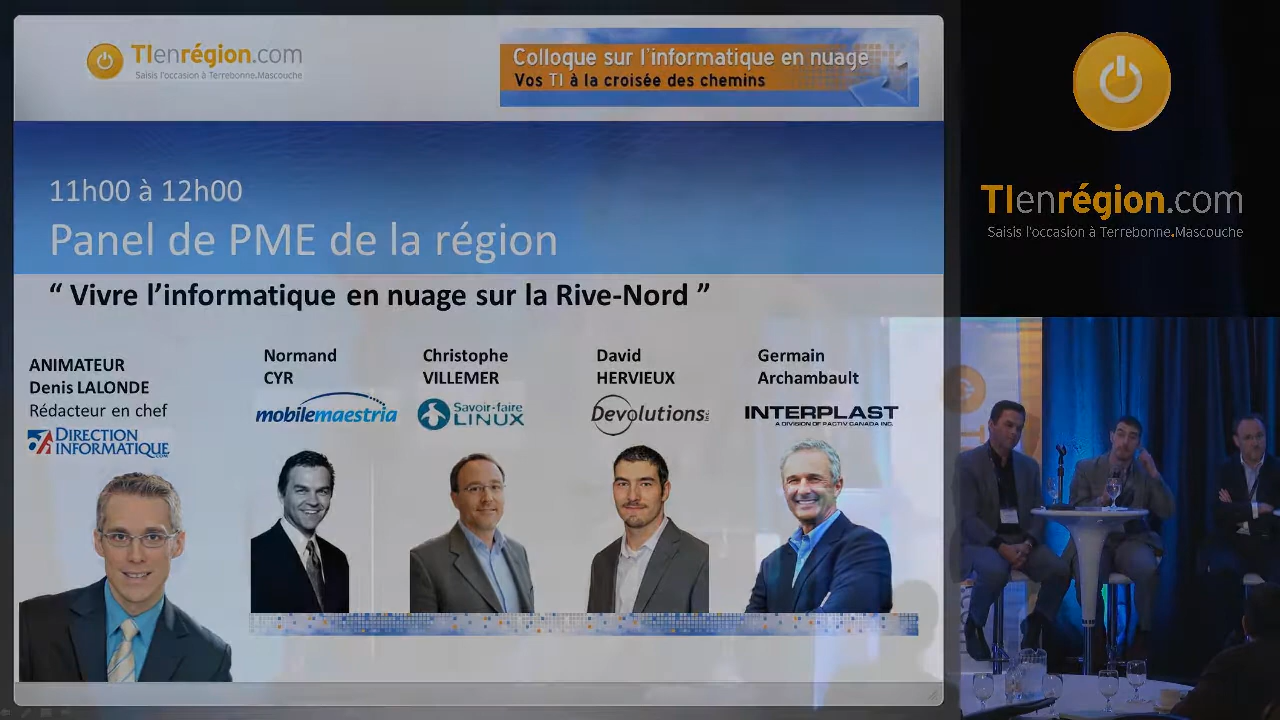 TIenrégion.com
Saisis l'occasion à Terrebonne.Mascouche
Colloque sur l'informatique en nuage
Vos TI à la croisée des chemins
11h00 à 12h00
Panel de PME de la région
“ Vivre l’informatique en nuage sur la Rive-Nord ”
ANIMATEUR
Denis LALONDE
Rédacteur en chef
DIRECTION
INFORMATIQUE.COM
Normand
CYR
mobilemaestria
Christophe
VILLEMER
Savoir-faire
LINUX
David
HERVIEUX
Devolutions INC.
Germain
Archambault
INTERPLAST
A DIVISION OF PACTIV CANADA INC.
TIenrégion.com
Saisis l'occasion à Terrebonne.Mascouche